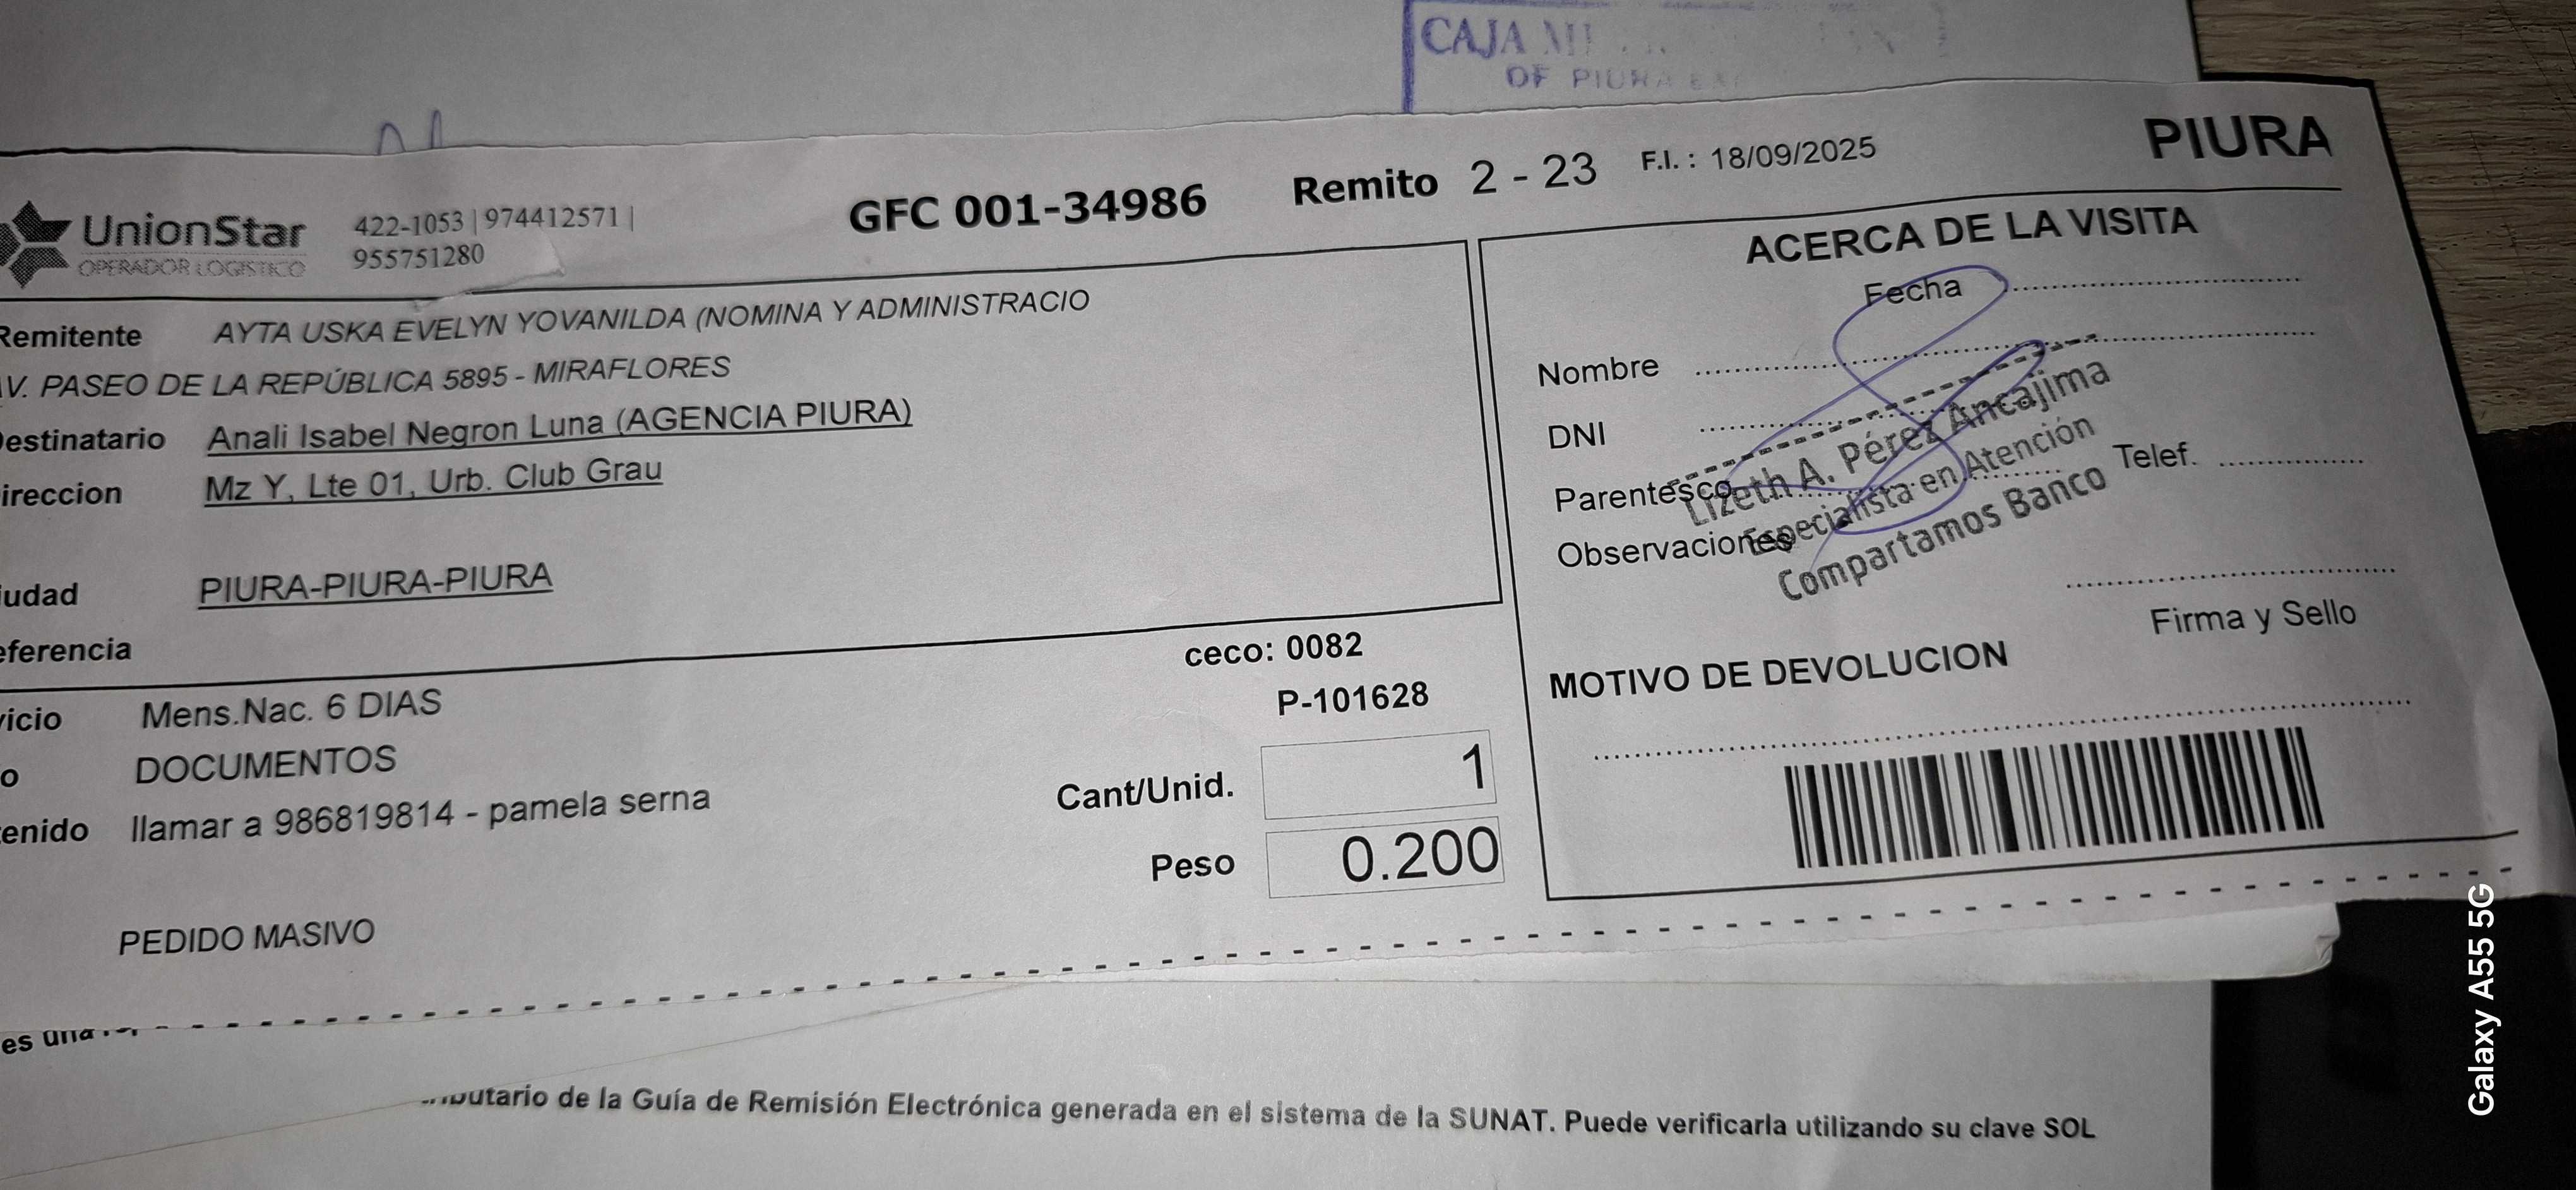 CAJA
OF PIURA
UnionStar
OPERADOR LOGISTICO
422-1053 | 974412571 |
955751280
GFC 001-34986
Remito 2 - 23
F.I. : 18/09/2025
PIURA
Remitente AYTA USKA EVELYN YOVANILDA (NOMINA Y ADMINISTRACIO
AV. PASEO DE LA REPÚBLICA 5895 - MIRAFLORES
estinatario Anali Isabel Negron Luna (AGENCIA PIURA)
ireccion Mz Y, Lte 01, Urb. Club Grau
iudad PIURA-PIURA-PIURA
eferencia
vicio Mens.Nac. 6 DIAS
o DOCUMENTOS
tenido llamar a 986819814 - pamela serna
PEDIDO MASIVO
ceco: 0082
P-101628
Cant/Unid. 1
Peso 0.200
ACERCA DE LA VISITA
Fecha
Nombre
DNI
Parentesco
Telef.
Observaciones
Lizeth A. Pérez Ancajima
Especialista en Atención
Compartamos Banco
Firma y Sello
MOTIVO DE DEVOLUCION
es una
butario de la Guía de Remisión Electrónica generada en el sistema de la SUNAT. Puede verificarla utilizando su clave SOL
Galaxy A55 5G